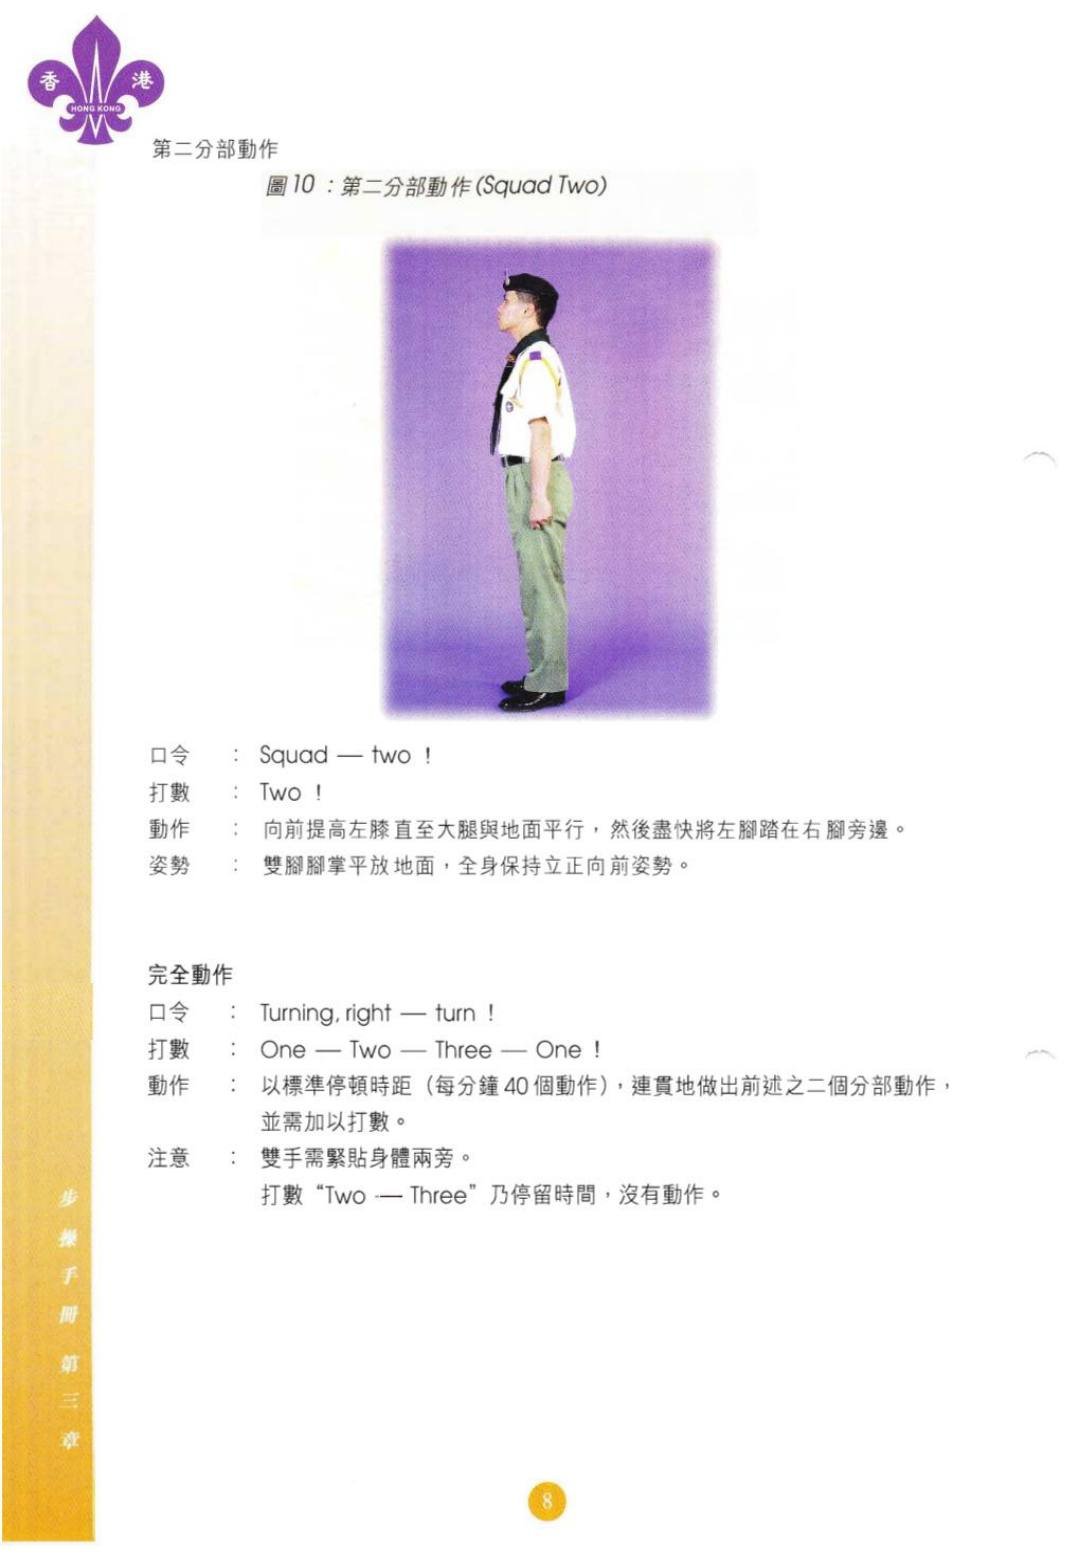 香 港
HONG KONG
第二分部動作
圖10：第二分部動作(Squad Two)
口令 ： Squad — two !
打數 ： Two !
動作 ： 向前提高左膝直至大腿與地面平行，然後盡快將左腳踏在右腳旁邊。
姿勢 ： 雙腳腳掌平放地面，全身保持立正向前姿勢。
完全動作
口令 ： Turning, right — turn !
打數 ： One — Two — Three — One !
動作 ： 以標準停頓時距（每分鐘40個動作），連貫地做出前述之二個分部動作，
並需加以打數。
注意 ： 雙手需緊貼身體兩旁。
打數“Two — Three”乃停留時間，沒有動作。
步操手冊 第三章
8